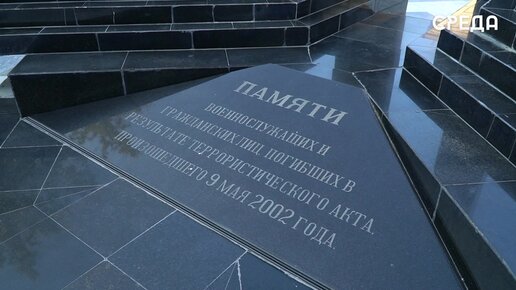 СРЕДА
ПАМЯТИ
ВОЕННОСЛУЖАЩИХ И
ГРАЖДАНСКИХ ЛИЦ, ПОГИБШИХ В
РЕЗУЛЬТАТЕ ТЕРРОРИСТИЧЕСКОГО АКТА,
ПРОИЗОШЕДШЕГО 9 МАЯ 2002 ГОДА.